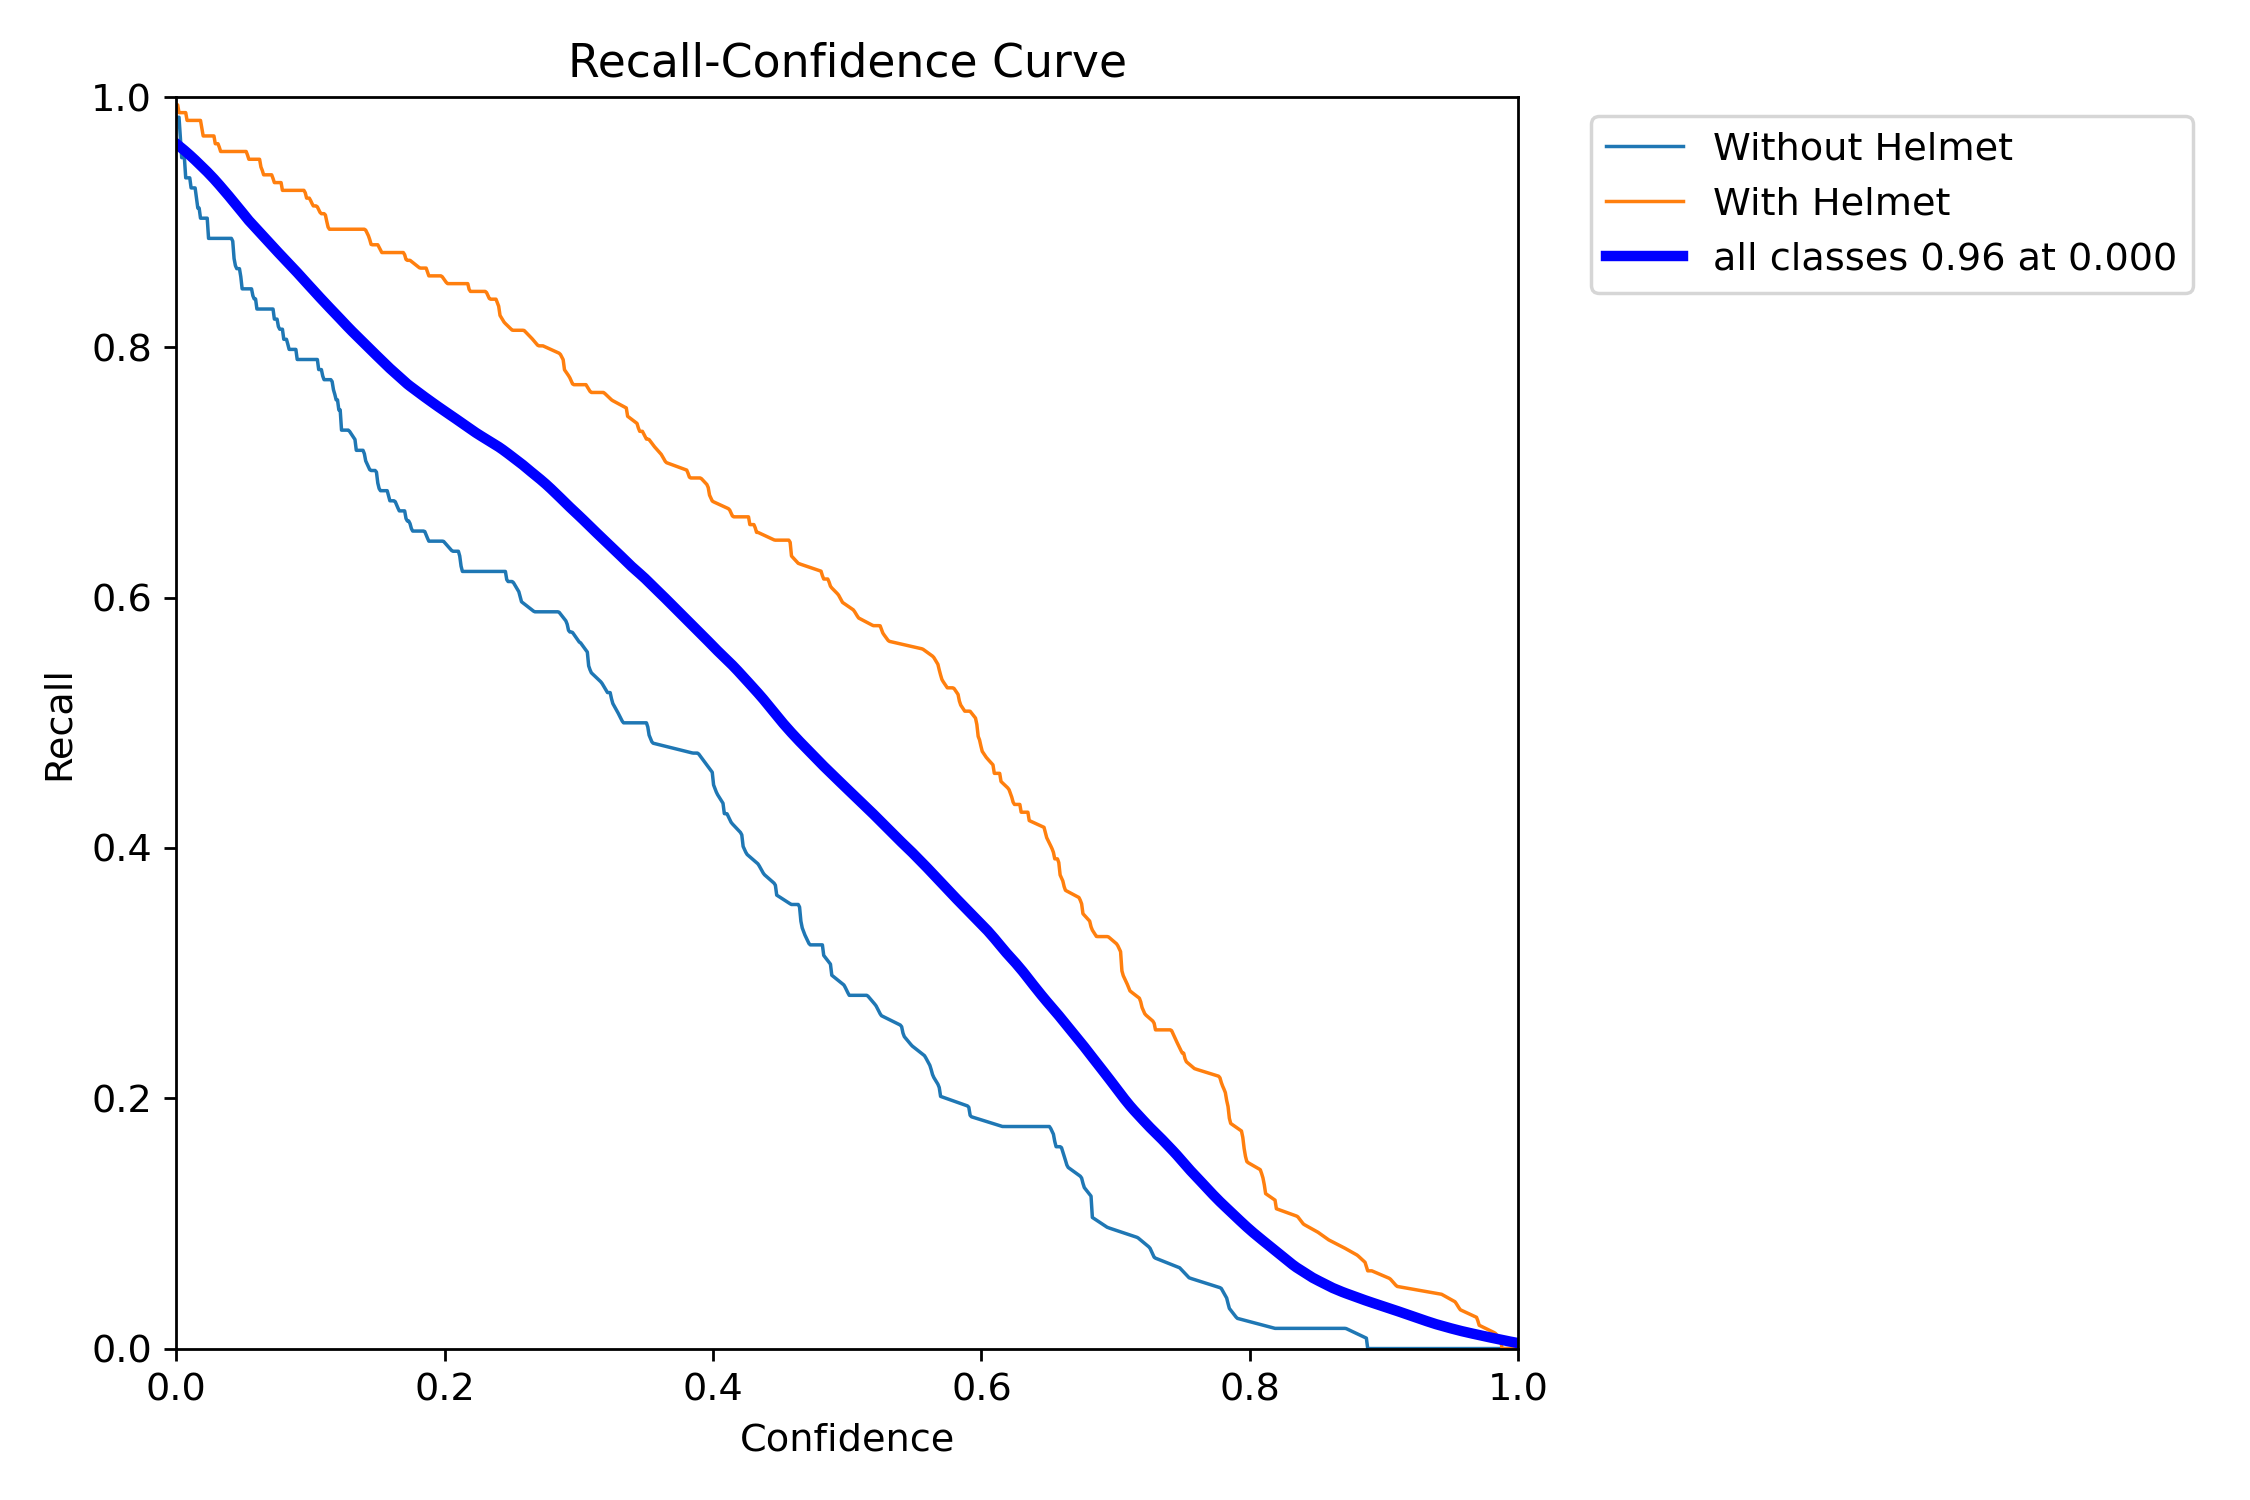 Recall-Confidence Curve
1.0
0.8
0.6
0.4
0.2
0.0
Recall
0.0 0.2 0.4 0.6 0.8 1.0
Confidence
Without Helmet
With Helmet
all classes 0.96 at 0.000